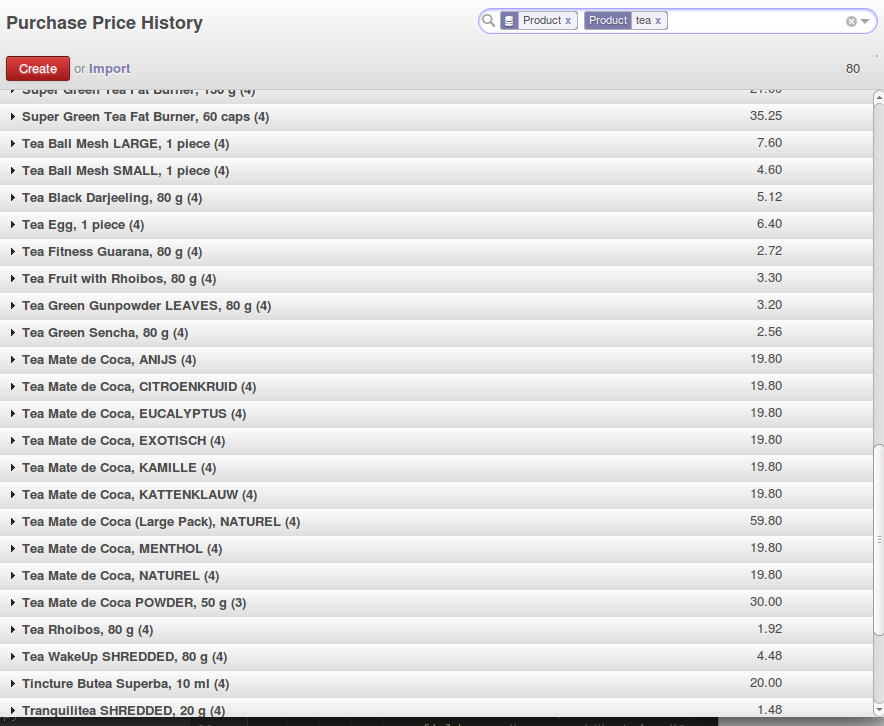 Purchase Price History
Product x Product tea x
Create or Import 80
Super Green Tea Fat Burner, 150 g (4) 21.60
Super Green Tea Fat Burner, 60 caps (4) 35.25
Tea Ball Mesh LARGE, 1 piece (4) 7.60
Tea Ball Mesh SMALL, 1 piece (4) 4.60
Tea Black Darjeeling, 80 g (4) 5.12
Tea Egg, 1 piece (4) 6.40
Tea Fitness Guarana, 80 g (4) 2.72
Tea Fruit with Rhoibos, 80 g (4) 3.30
Tea Green Gunpowder LEAVES, 80 g (4) 3.20
Tea Green Sencha, 80 g (4) 2.56
Tea Mate de Coca, ANIJS (4) 19.80
Tea Mate de Coca, CITROENKRUID (4) 19.80
Tea Mate de Coca, EUCALYPTUS (4) 19.80
Tea Mate de Coca, EXOTISCH (4) 19.80
Tea Mate de Coca, KAMILLE (4) 19.80
Tea Mate de Coca, KATTENKLAUW (4) 19.80
Tea Mate de Coca (Large Pack), NATUREL (4) 59.80
Tea Mate de Coca, MENTHOL (4) 19.80
Tea Mate de Coca, NATUREL (4) 19.80
Tea Mate de Coca POWDER, 50 g (3) 30.00
Tea Rhoibos, 80 g (4) 1.92
Tea WakeUp SHREDDED, 80 g (4) 4.48
Tincture Butea Superba, 10 ml (4) 20.00
Tranquilitea SHREDDED, 20 g (4) 1.48